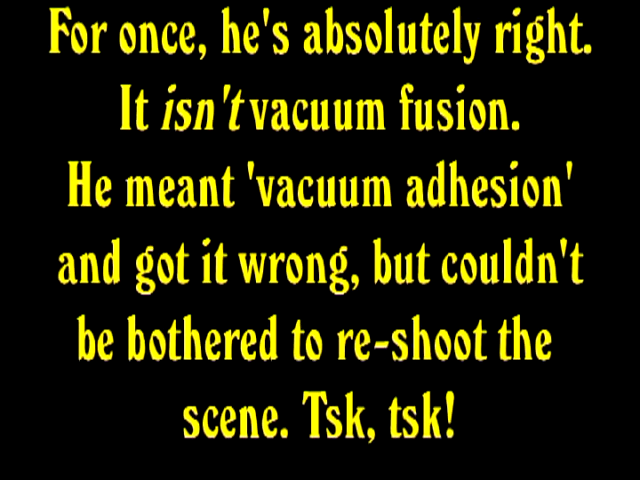 For once, he's absolutely right.
It isn't vacuum fusion.
He meant 'vacuum adhesion'
and got it wrong, but couldn't
be bothered to re-shoot the
scene. Tsk, tsk!